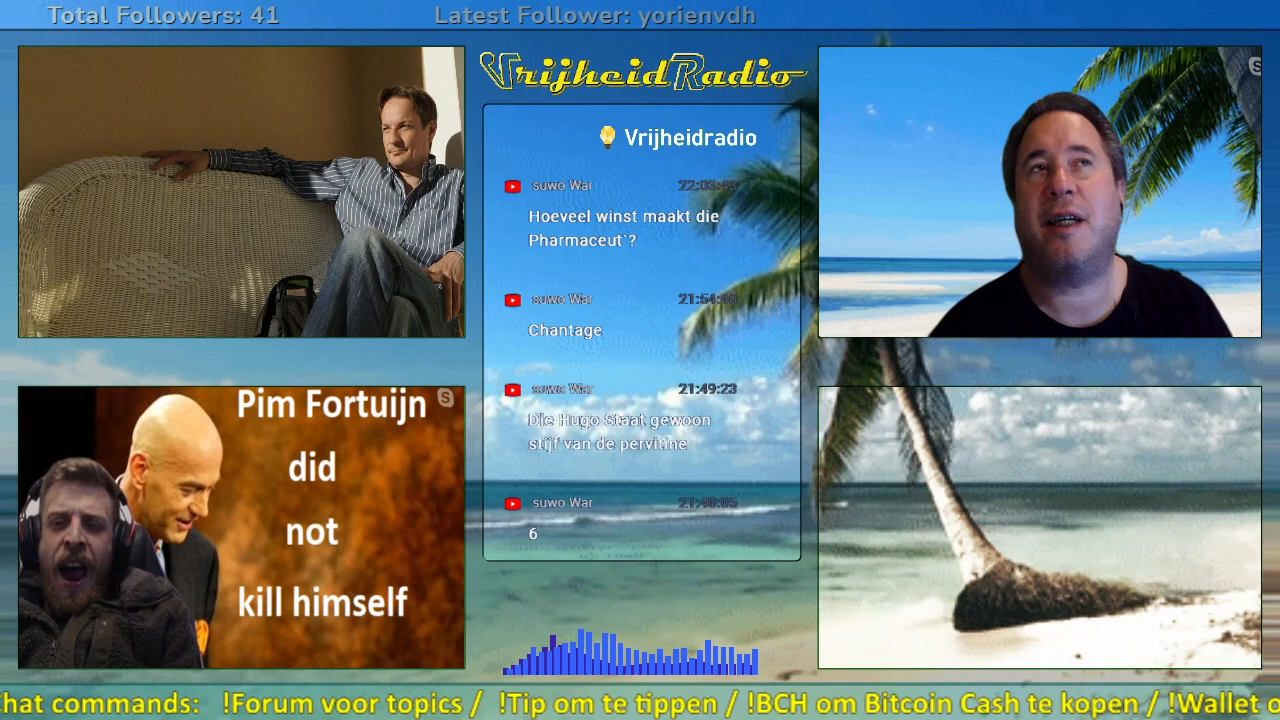 Total Followers: 41
Latest Follower: yorienvdh
VrijheidRadio
Vrijheidradio
suwo War
Hoeveel winst maakt die
Pharmaceut`?
suwo War
Chantage
suwo War 21:49:23
Die Hugo Staat gewoon
stijf van de pervitine
suwo War
6
Pim Fortuijn
did
not
kill himself
S
S
hat commands: !Forum voor topics / !Tip om te tippen / !BCH om Bitcoin Cash te kopen / !Wallet o